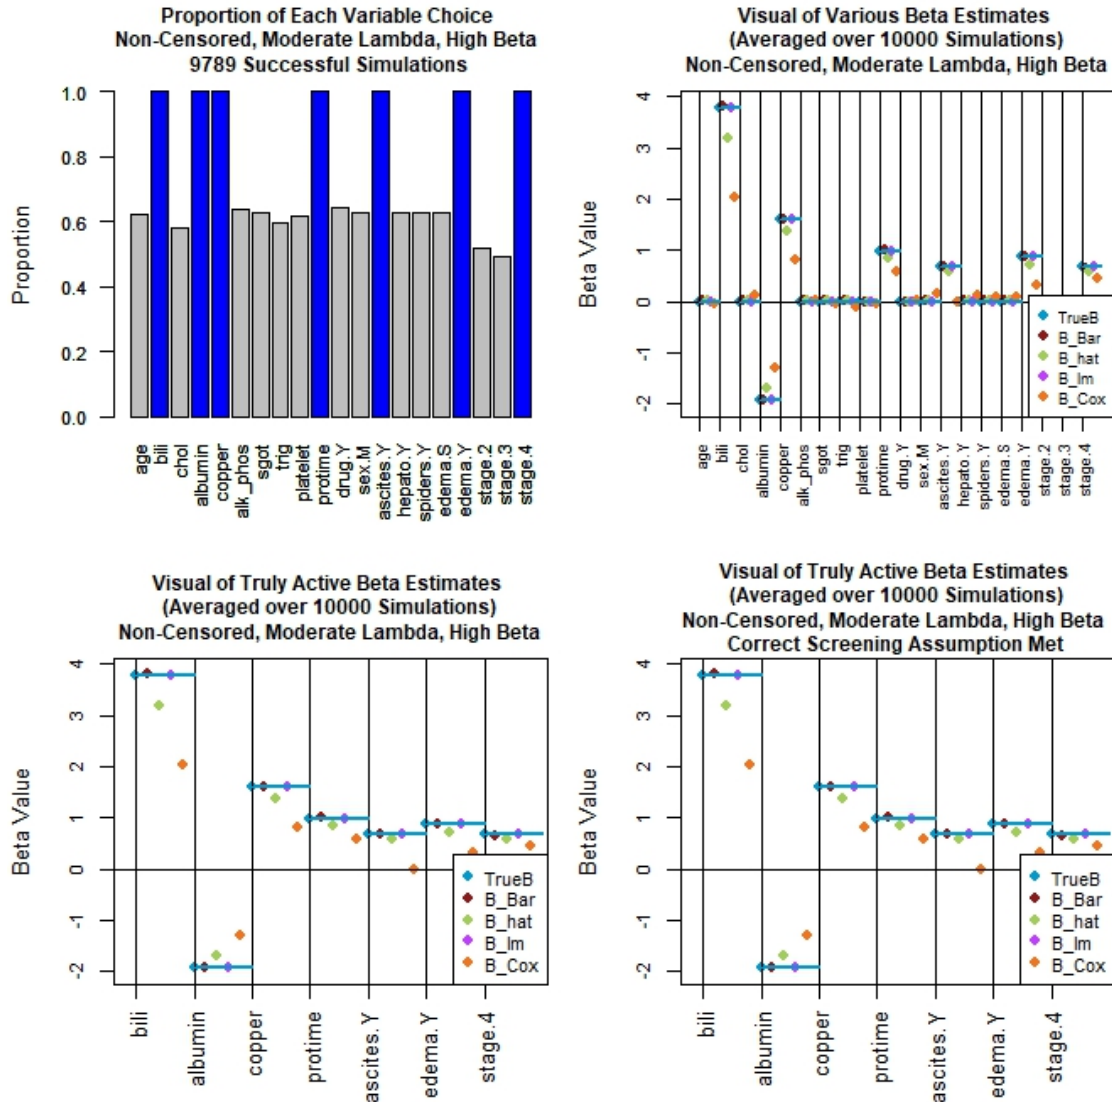 Proportion of Each Variable Choice
Non-Censored, Moderate Lambda, High Beta
9789 Successful Simulations
Proportion
1.0
0.8
0.6
0.4
0.2
0.0
age
bili
chol
albumin
copper
alk_phos
sgot
trig
platelet
protime
drug.Y
sex.M
ascites.Y
hepato.Y
spiders.Y
edema.S
edema.Y
stage.2
stage.3
stage.4
Visual of Various Beta Estimates
(Averaged over 10000 Simulations)
Non-Censored, Moderate Lambda, High Beta
Beta Value
4
3
2
1
0
-1
-2
TrueB
B_Bar
B_hat
B_lm
B_Cox
age
bili
chol
albumin
copper
alk_phos
sgot
trig
platelet
protime
drug.Y
sex.M
ascites.Y
hepato.Y
spiders.Y
edema.S
edema.Y
stage.2
stage.3
stage.4
Visual of Truly Active Beta Estimates
(Averaged over 10000 Simulations)
Non-Censored, Moderate Lambda, High Beta
Beta Value
4
3
2
1
0
-1
-2
TrueB
B_Bar
B_hat
B_lm
B_Cox
bili
albumin
copper
protime
ascites.Y
edema.Y
stage.4
Visual of Truly Active Beta Estimates
(Averaged over 10000 Simulations)
Non-Censored, Moderate Lambda, High Beta
Correct Screening Assumption Met
Beta Value
4
3
2
1
0
-1
-2
TrueB
B_Bar
B_hat
B_lm
B_Cox
bili
albumin
copper
protime
ascites.Y
edema.Y
stage.4